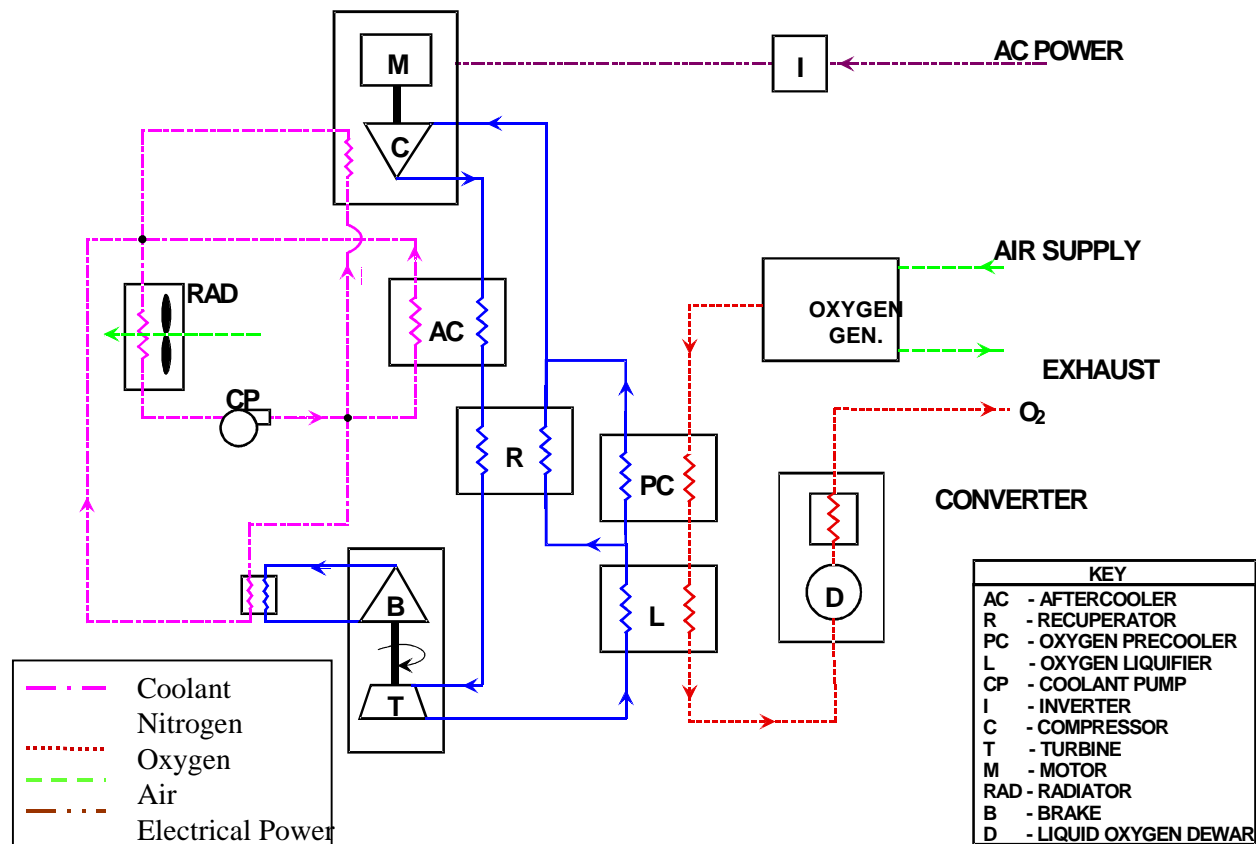 M
I
AC POWER
C
AIR SUPPLY
RAD
OXYGEN
GEN.
AC
EXHAUST
CP
O2
R
PC
CONVERTER
B
L
D
T
Coolant
Nitrogen
Oxygen
Air
Electrical Power
KEY
AC - AFTERCOOLER
R - RECUPERATOR
PC - OXYGEN PRECOOLER
L - OXYGEN LIQUIFIER
CP - COOLANT PUMP
I - INVERTER
C - COMPRESSOR
T - TURBINE
M - MOTOR
RAD - RADIATOR
B - BRAKE
D - LIQUID OXYGEN DEWAR